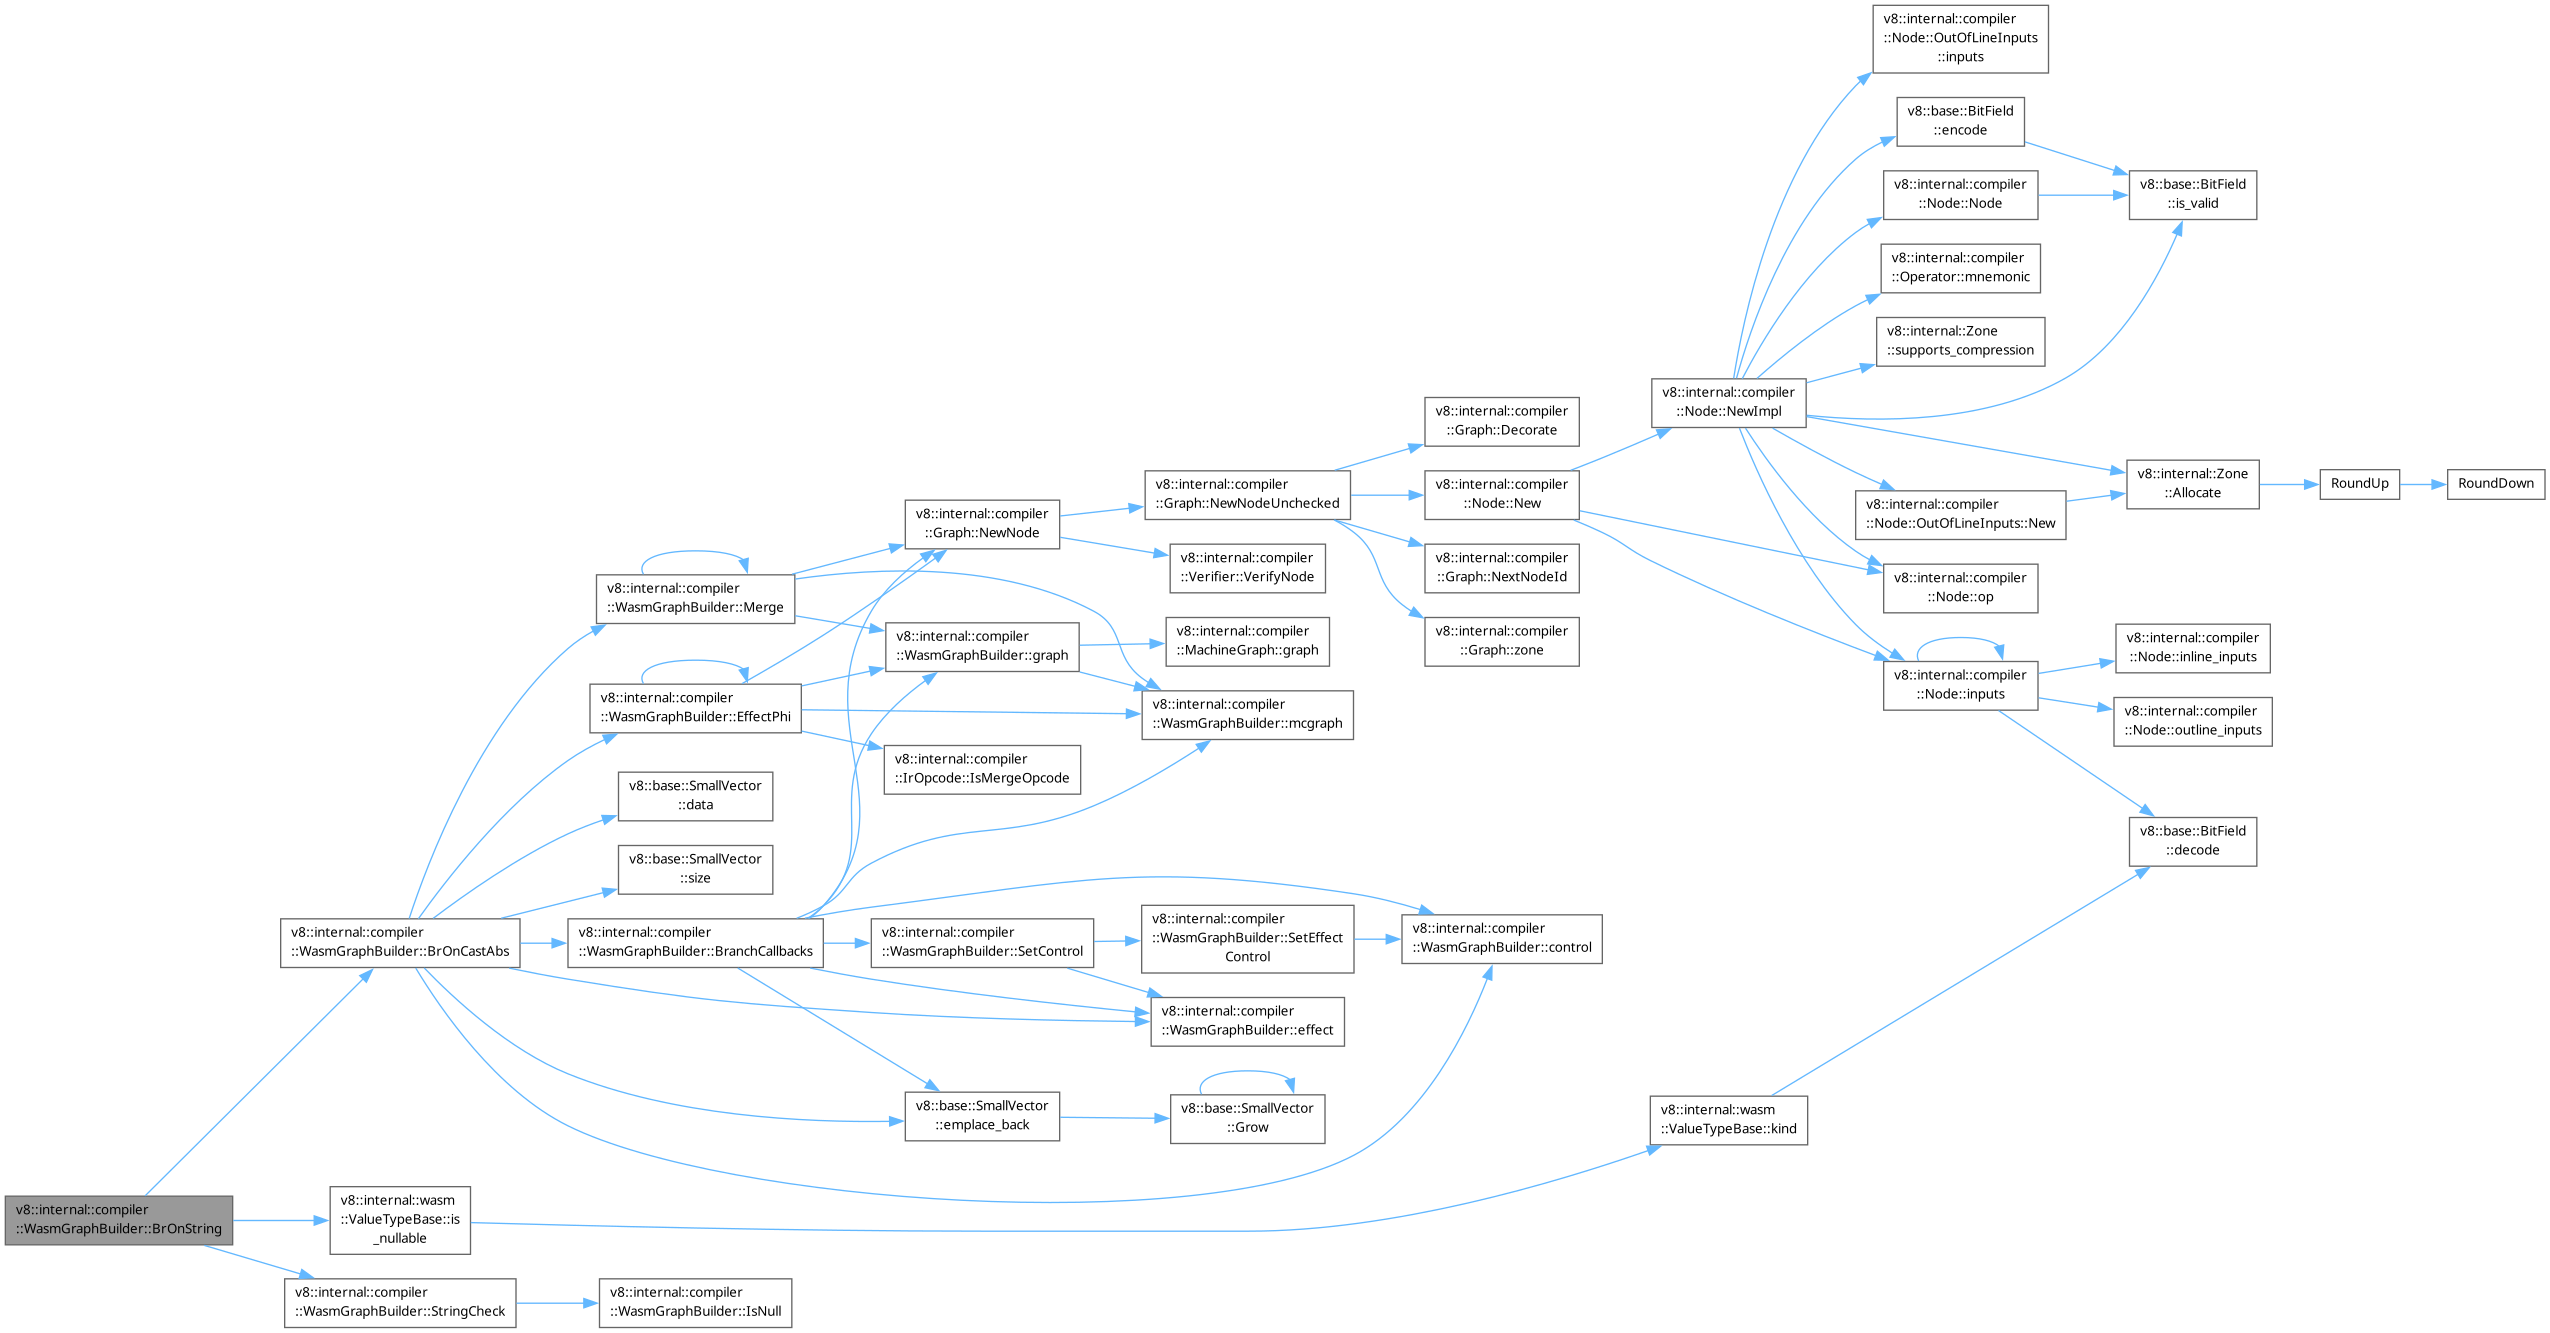 v8::internal::compiler
::WasmGraphBuilder::BrOnString
v8::internal::compiler
::WasmGraphBuilder::BrOnCastAbs
v8::internal::wasm
::ValueTypeBase::is
_nullable
v8::internal::compiler
::WasmGraphBuilder::StringCheck
v8::internal::compiler
::WasmGraphBuilder::Merge
v8::internal::compiler
::WasmGraphBuilder::EffectPhi
v8::base::SmallVector
::data
v8::base::SmallVector
::size
v8::internal::compiler
::WasmGraphBuilder::BranchCallbacks
v8::internal::compiler
::WasmGraphBuilder::IsNull
v8::internal::compiler
::Graph::NewNode
v8::internal::compiler
::WasmGraphBuilder::graph
v8::internal::compiler
::IrOpcode::IsMergeOpcode
v8::internal::compiler
::WasmGraphBuilder::SetControl
v8::base::SmallVector
::emplace_back
v8::internal::compiler
::Graph::NewNodeUnchecked
v8::internal::compiler
::Verifier::VerifyNode
v8::internal::compiler
::MachineGraph::graph
v8::internal::compiler
::WasmGraphBuilder::mcgraph
v8::internal::compiler
::WasmGraphBuilder::SetEffect
Control
v8::internal::compiler
::WasmGraphBuilder::effect
v8::base::SmallVector
::Grow
v8::internal::compiler
::Graph::Decorate
v8::internal::compiler
::Node::New
v8::internal::compiler
::Graph::NextNodeId
v8::internal::compiler
::Graph::zone
v8::internal::compiler
::WasmGraphBuilder::control
v8::internal::compiler
::Node::NewImpl
v8::internal::wasm
::ValueTypeBase::kind
v8::internal::compiler
::Node::OutOfLineInputs
::inputs
v8::base::BitField
::encode
v8::internal::compiler
::Node::Node
v8::internal::compiler
::Operator::mnemonic
v8::internal::Zone
::supports_compression
v8::internal::compiler
::Node::OutOfLineInputs::New
v8::internal::compiler
::Node::op
v8::internal::compiler
::Node::inputs
v8::base::BitField
::is_valid
v8::internal::Zone
::Allocate
v8::internal::compiler
::Node::inline_inputs
v8::internal::compiler
::Node::outline_inputs
v8::base::BitField
::decode
RoundUp
RoundDown